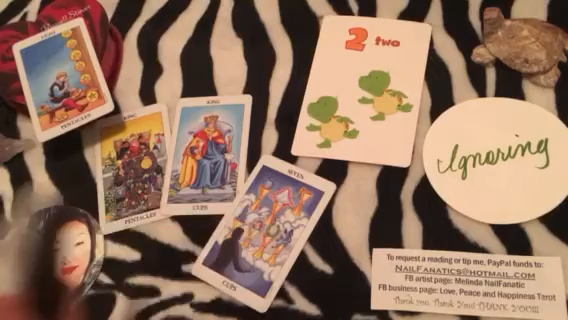 EIGHT
PENTACLES
KING
PENTACLES
KING
CUPS
SEVEN
CUPS
2 two
Ignoring
To request a reading or tip me, PayPal funds to:
NAILFANATICS@HOTMAIL.COM
FB artist page: Melinda NailFanatic
FB business page: Love, Peace and Happiness Tarot
Thank you, Thank You! THANK YOU!!!